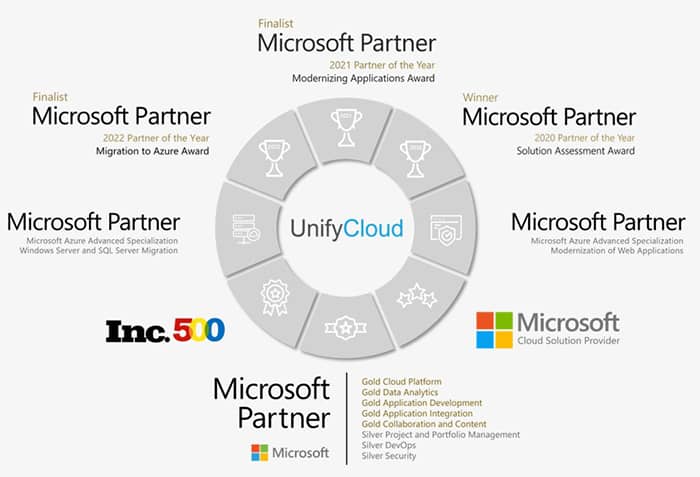 Finalist
Microsoft Partner
2021 Partner of the Year
Modernizing Applications Award
Finalist
Microsoft Partner
2022 Partner of the Year
Migration to Azure Award
Winner
Microsoft Partner
2020 Partner of the Year
Solution Assessment Award
2022
2021
2020
Microsoft Partner
Microsoft Azure Advanced Specialization
Windows Server and SQL Server Migration
UnifyCloud
Microsoft Partner
Microsoft Azure Advanced Specialization
Modernization of Web Applications
Inc. 500
Microsoft
Cloud Solution Provider
Microsoft
Partner
Microsoft
Gold Cloud Platform
Gold Data Analytics
Gold Application Development
Gold Application Integration
Gold Collaboration and Content
Silver Project and Portfolio Management
Silver DevOps
Silver Security